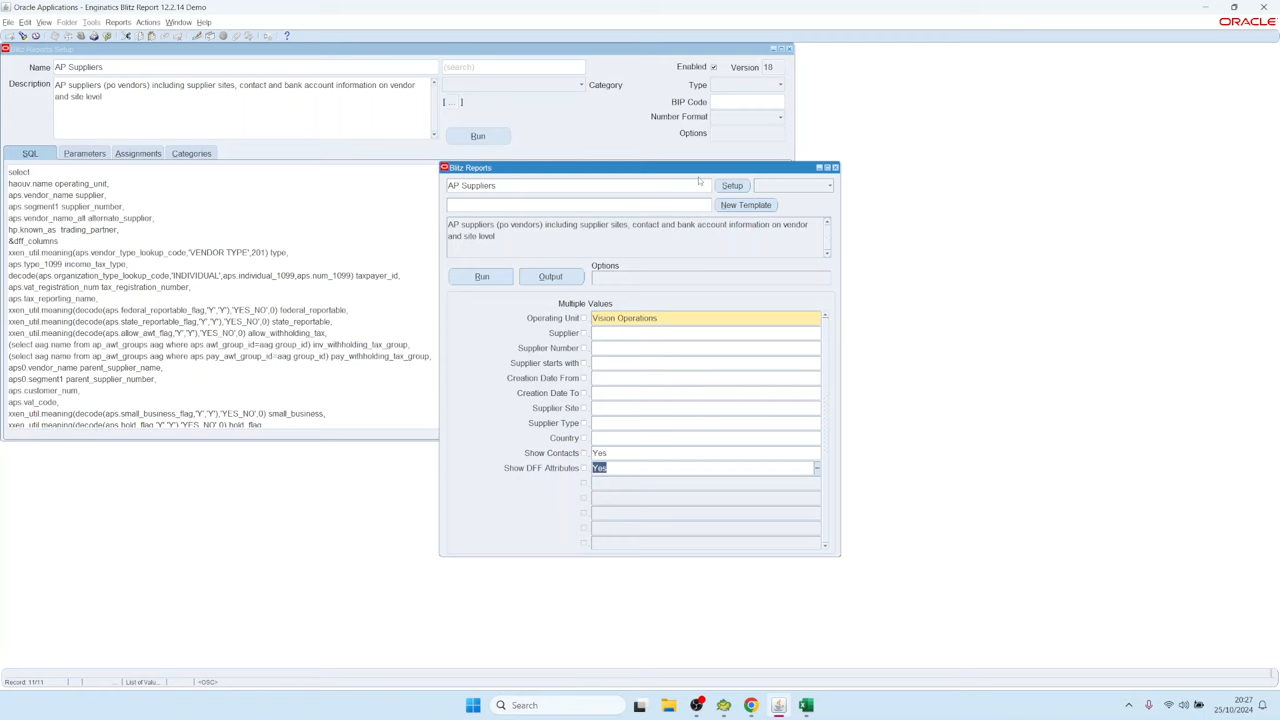 Oracle Applications - Enginatics Blitz Report 12.2.14 Demo
File Edit View Folder Tools Reports Actions Window Help
ORACLE
Blitz Reports Setup
Name AP Suppliers (search) Enabled Version 18
Description AP suppliers (po vendors) including supplier sites, contact and bank account information on vendor and site level
Category
Type
[ ... ]
BIP Code
Number Format
Options
Run
SQL Parameters Assignments Categories
select
haouv.name operating_unit,
aps.vendor_name supplier,
aps.segment1 supplier_number,
aps.vendor_name_alt alternate_supplier,
hp.known_as trading_partner,
&dff_columns
xxen_util.meaning(aps.vendor_type_lookup_code,'VENDOR TYPE',201) type,
aps.type_1099 income_tax_type,
decode(aps.organization_type_lookup_code,'INDIVIDUAL',aps.individual_1099,aps.num_1099) taxpayer_id,
aps.vat_registration_num tax_registration_number,
aps.tax_reporting_name,
xxen_util.meaning(decode(aps.federal_reportable_flag,'Y','Y'),'YES_NO',0) federal_reportable,
xxen_util.meaning(decode(aps.state_reportable_flag,'Y','Y'),'YES_NO',0) state_reportable,
xxen_util.meaning(decode(aps.allow_awt_flag,'Y','Y'),'YES_NO',0) allow_withholding_tax,
(select aag.name from ap_awt_groups aag where aps.awt_group_id=aag.group_id) inv_withholding_tax_group,
(select aag.name from ap_awt_groups aag where aps.pay_awt_group_id=aag.group_id) pay_withholding_tax_group,
aps0.vendor_name parent_supplier_name,
aps0.segment1 parent_supplier_number,
aps.customer_num,
aps.vat_code,
xxen_util.meaning(decode(aps.small_business_flag,'Y','Y'),'YES_NO',0) small_business,
xxen_util.meaning(decode(aps.hold_flag,'Y','Y'),'YES_NO',0) hold_flag,
Blitz Reports
AP Suppliers Setup
New Template
AP suppliers (po vendors) including supplier sites, contact and bank account information on vendor
and site level
Options
Run Output
Multiple Values
Operating Unit Vision Operations
Supplier
Supplier Number
Supplier starts with
Creation Date From
Creation Date To
Supplier Site
Supplier Type
Country
Show Contacts Yes
Show DFF Attributes Yes
Record: 11/11 ... List of Valu... <OSC>
Search
20:27
25/10/2024